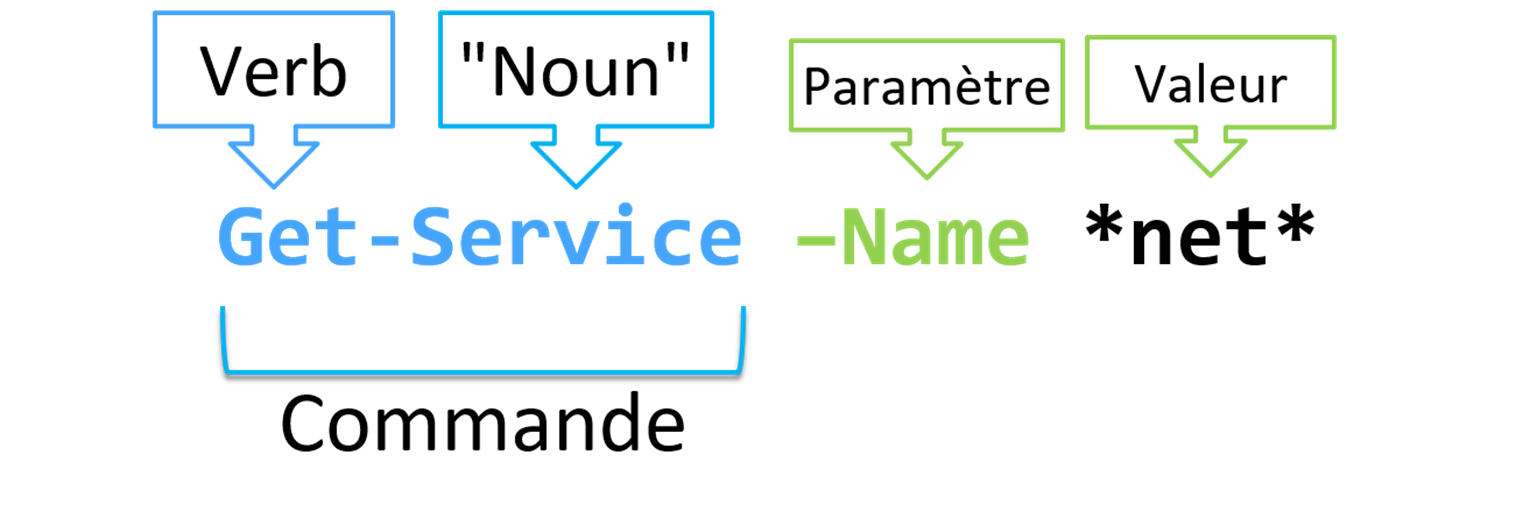 Verb "Noun" Paramètre Valeur
Get-Service –Name *net*
Commande